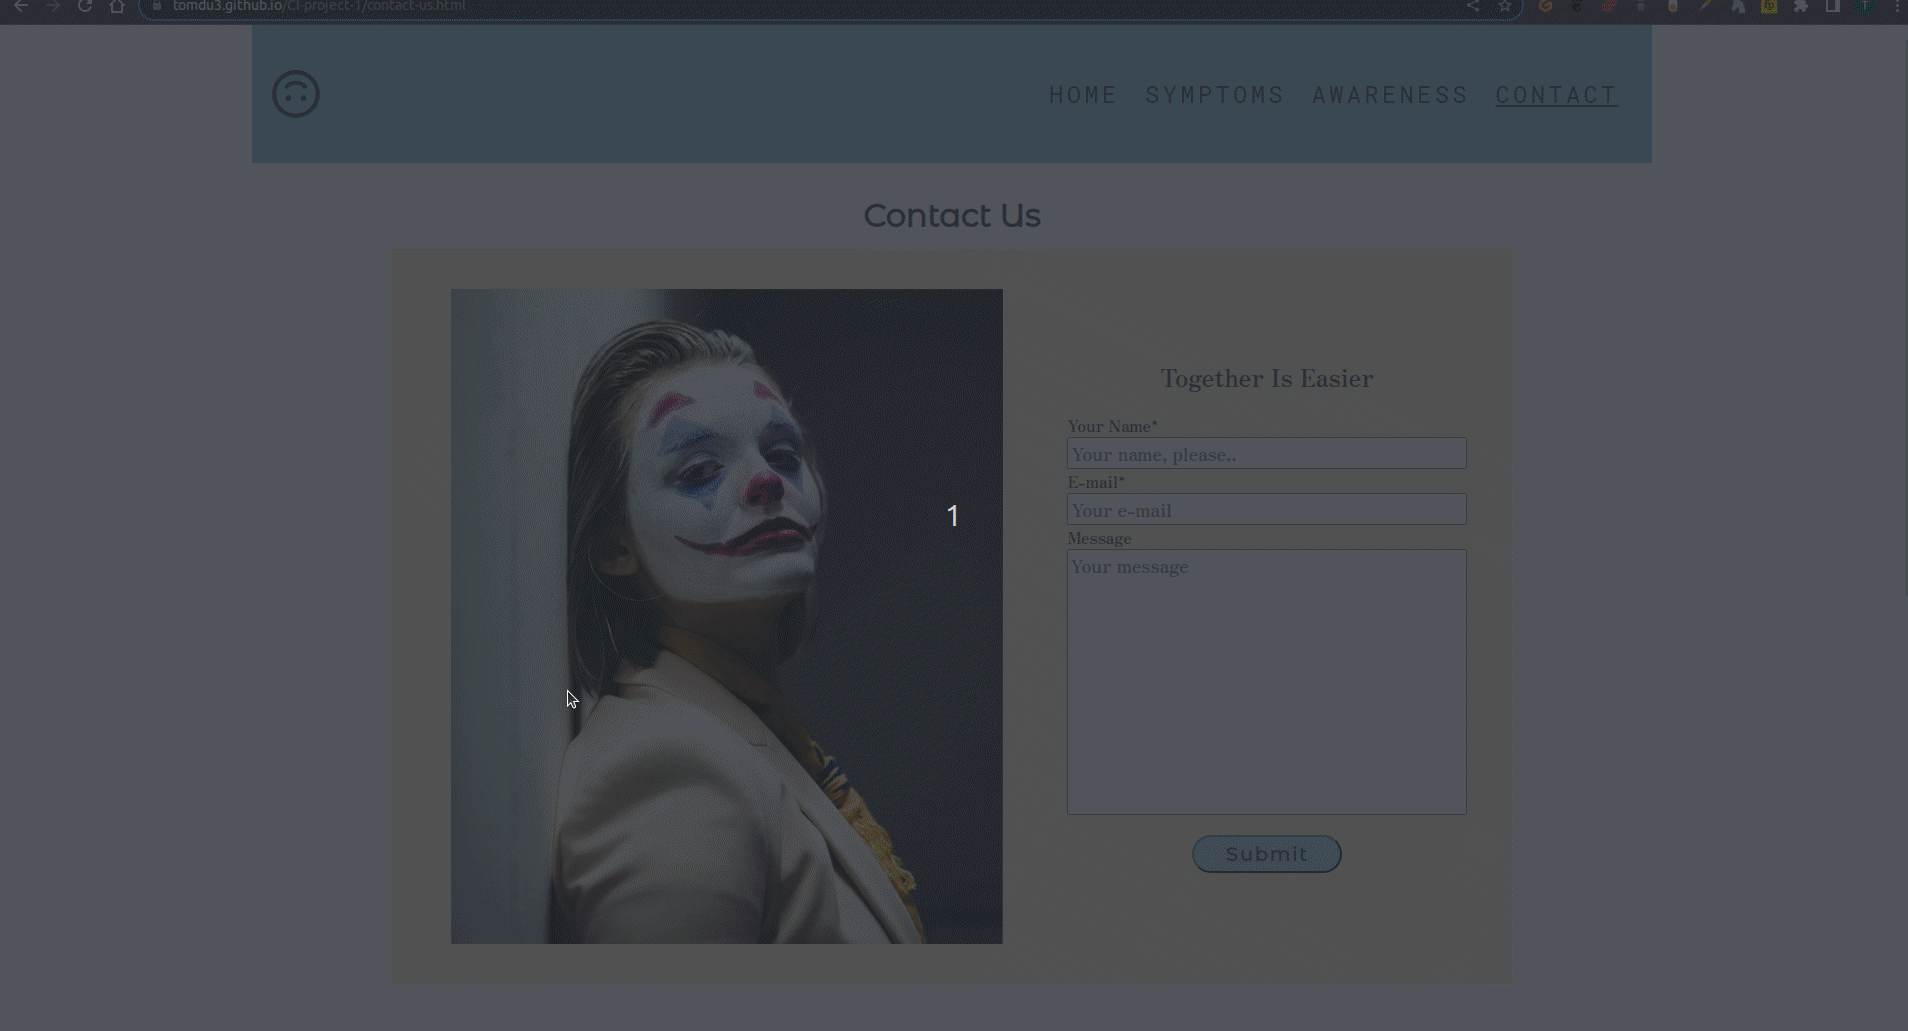 tomdu3.github.io/CI-project-1/contact-us.html
HOME SYMPTOMS AWARENESS CONTACT
Contact Us
Together Is Easier
Your Name*
Your name, please..
E-mail*
Your e-mail
1
Message
Your message
Submit